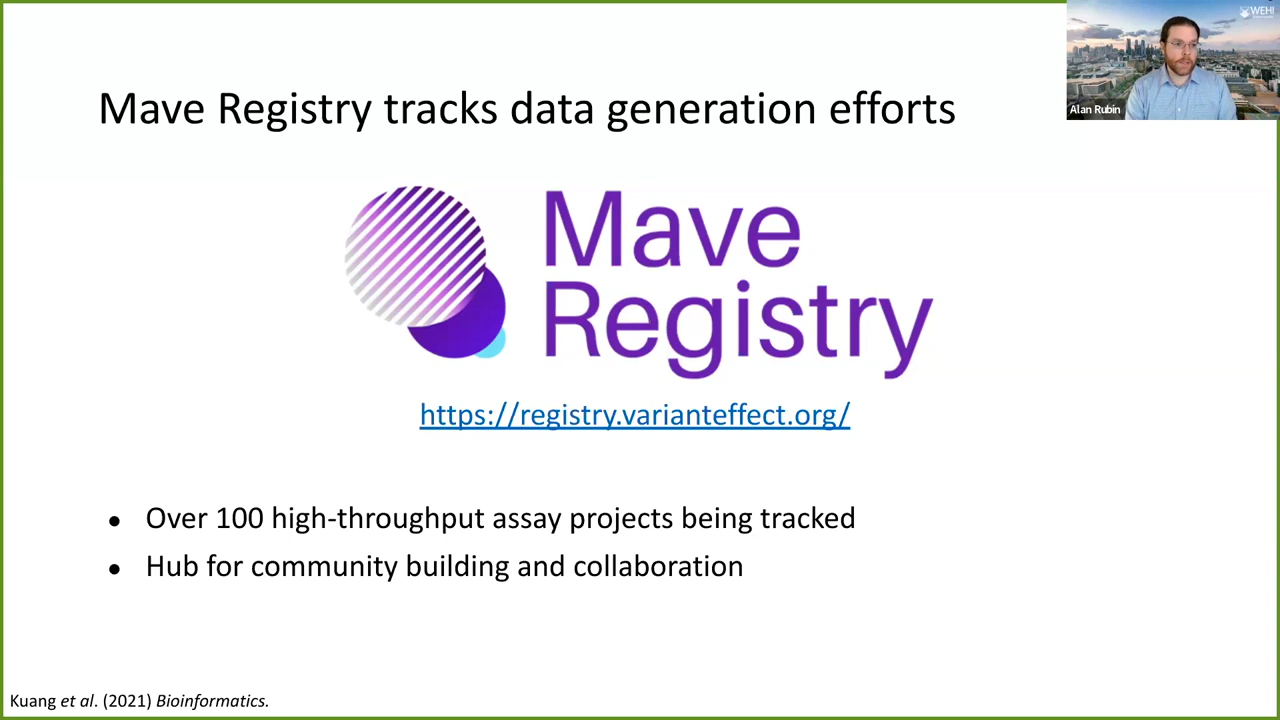 WEHI
Alan Rubin
Mave Registry tracks data generation efforts
Mave
Registry
https://registry.varianteffect.org/
● Over 100 high-throughput assay projects being tracked
● Hub for community building and collaboration
Kuang et al. (2021) Bioinformatics.